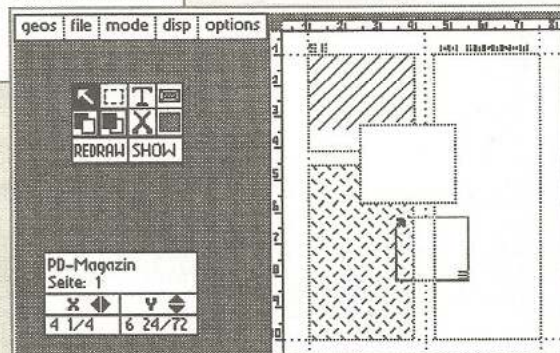 geos file mode disp options
REDRAW SHOW
PD-Magazin
Seite: 1
X Y
4 1/4 6 24/72